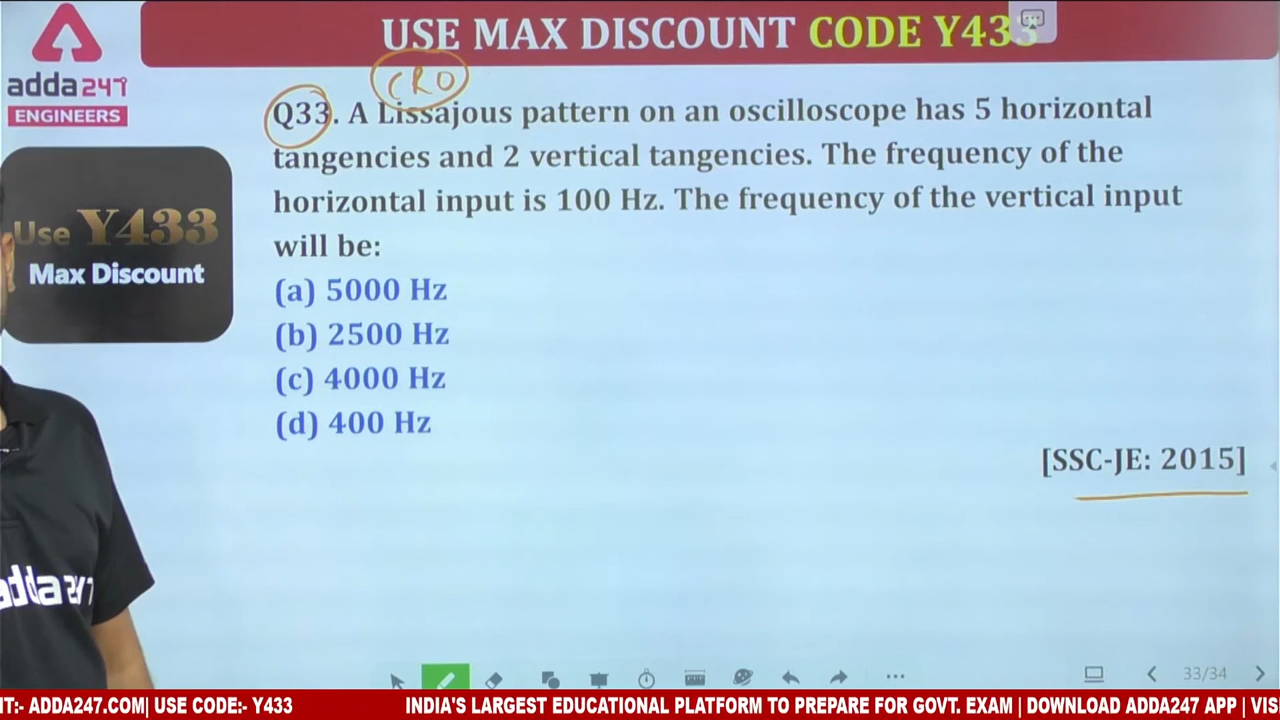 USE MAX DISCOUNT CODE Y433
adda247
ENGINEERS
CRO
Q33. A Lissajous pattern on an oscilloscope has 5 horizontal
tangencies and 2 vertical tangencies. The frequency of the
horizontal input is 100 Hz. The frequency of the vertical input
will be:
Use Y433
Max Discount
(a) 5000 Hz
(b) 2500 Hz
(c) 4000 Hz
(d) 400 Hz
[SSC-JE: 2015]
adda247
33/34
IT:- ADDA247.COM| USE CODE:- Y433 INDIA'S LARGEST EDUCATIONAL PLATFORM TO PREPARE FOR GOVT. EXAM | DOWNLOAD ADDA247 APP | VIS